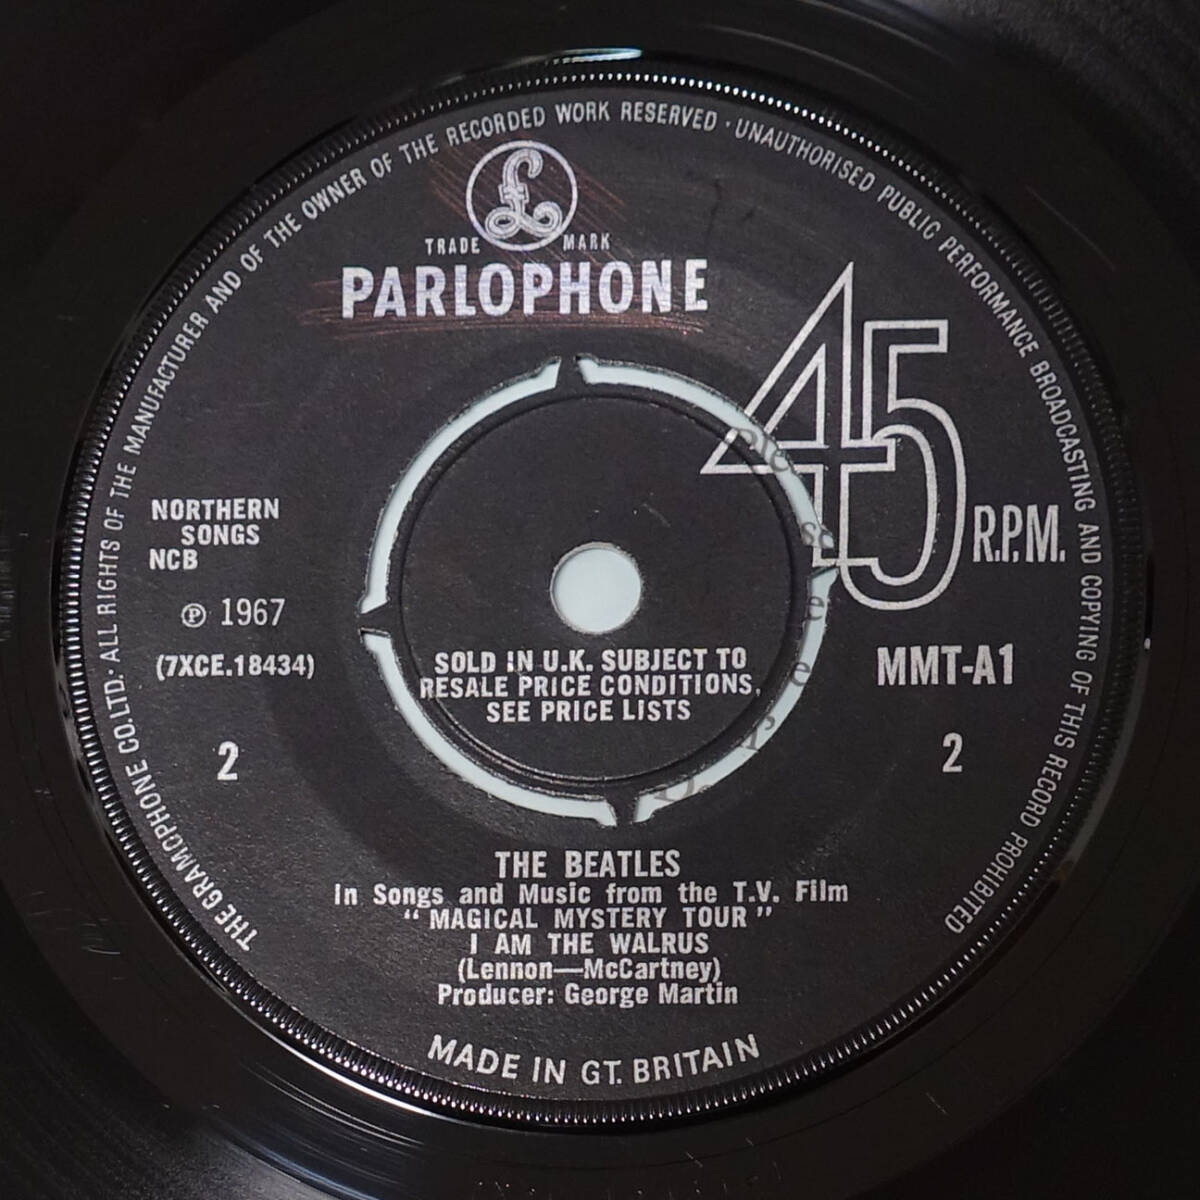 THE GRAMOPHONE CO. LTD. · ALL RIGHTS OF THE MANUFACTURER AND OF THE OWNER OF THE RECORDED WORK RESERVED · UNAUTHORISED PUBLIC PERFORMANCE BROADCASTING AND COPYING OF THIS RECORD PROHIBITED
£
TRADE MARK
PARLOPHONE
45 R.P.M.
NORTHERN
SONGS
NCB
℗ 1967
(7XCE.18434)
2
SOLD IN U.K. SUBJECT TO
RESALE PRICE CONDITIONS,
SEE PRICE LISTS
MMT-A1
2
THE BEATLES
In Songs and Music from the T.V. Film
"MAGICAL MYSTERY TOUR"
I AM THE WALRUS
(Lennon—McCartney)
Producer: George Martin
MADE IN GT. BRITAIN